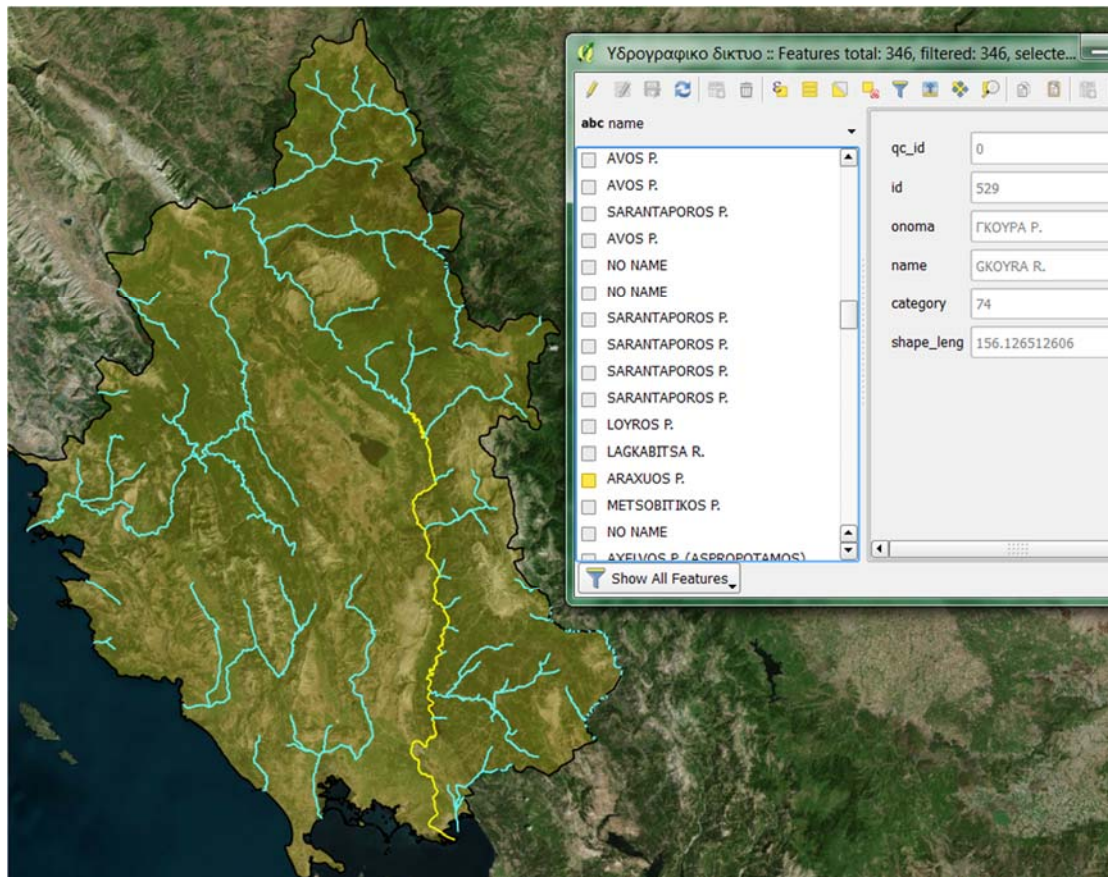 Υδρογραφικο δικτυο :: Features total: 346, filtered: 346, selecte...
abc name
AVOS P.
AVOS P.
SARANTAPOROS P.
AVOS P.
NO NAME
NO NAME
SARANTAPOROS P.
SARANTAPOROS P.
SARANTAPOROS P.
SARANTAPOROS P.
LOYROS P.
LAGKABITSA R.
ARAXUOS P.
METSOBITIKOS P.
NO NAME
AXELVOS P. (ASPROPOTAMOS)
Show All Features
qc_id 0
id 529
onoma ΓΚΟΥΡΑ Ρ.
name GKOYRA R.
category 74
shape_leng 156.126512606